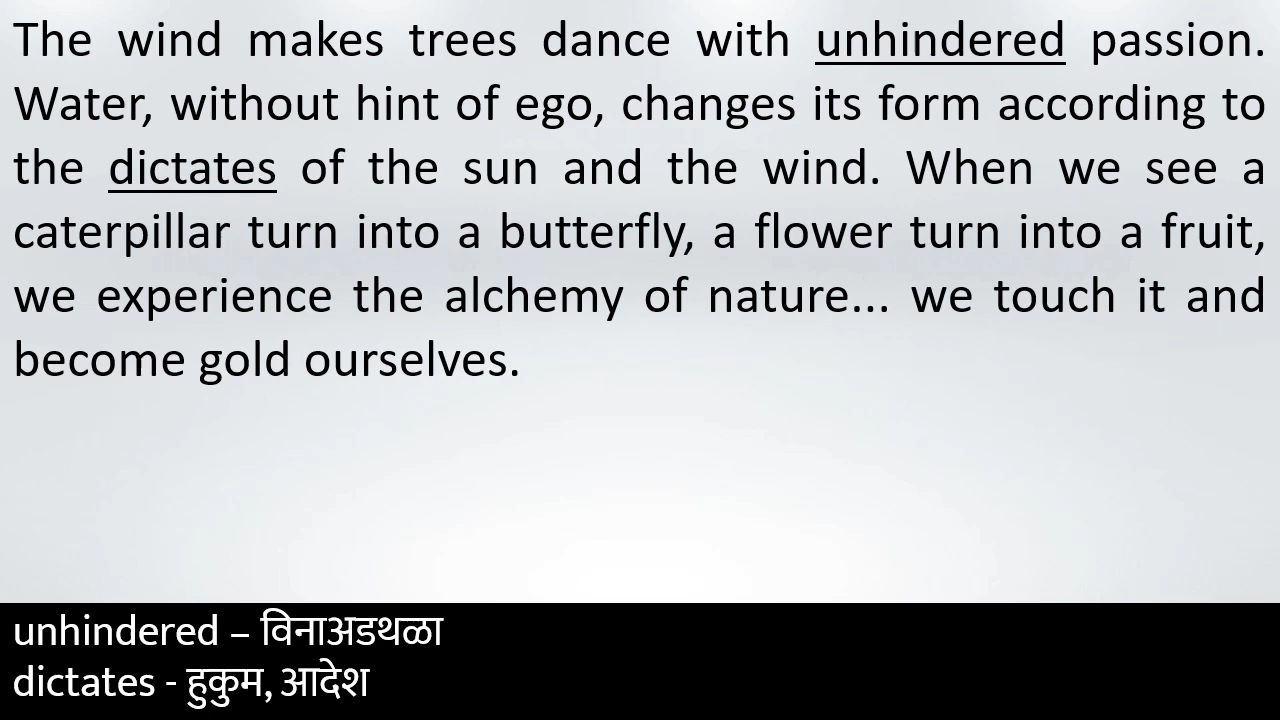 The wind makes trees dance with unhindered passion.
Water, without hint of ego, changes its form according to
the dictates of the sun and the wind. When we see a
caterpillar turn into a butterfly, a flower turn into a fruit,
we experience the alchemy of nature... we touch it and
become gold ourselves.
unhindered – विनाअडथळा
dictates - हुकुम, आदेश